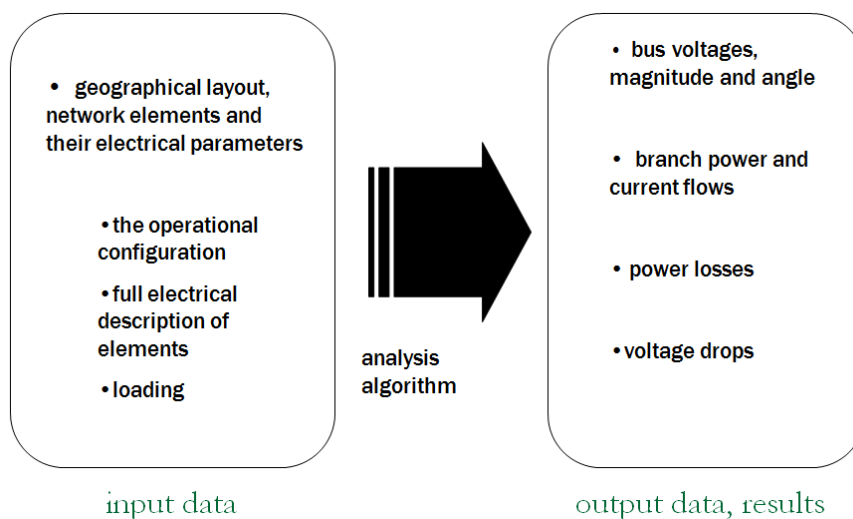 • geographical layout,
network elements and
their electrical parameters
•the operational
configuration
•full electrical
description of
elements
•loading
analysis
algorithm
• bus voltages,
magnitude and angle
• branch power and
current flows
• power losses
•voltage drops
input data
output data, results